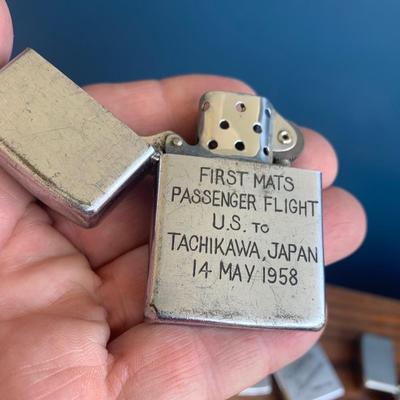 FIRST MATS
PASSENGER FLIGHT
U.S. TO
TACHIKAWA, JAPAN
14 MAY 1958